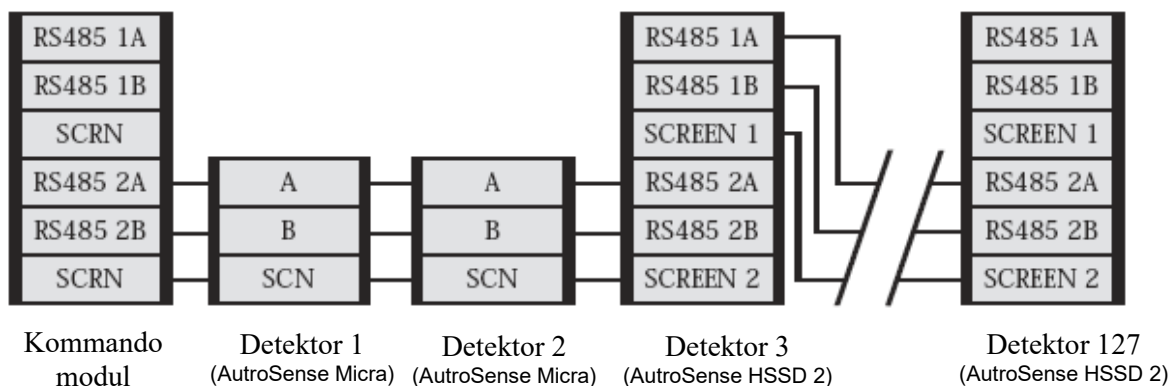 RS485 1A
RS485 1B
SCRN
RS485 2A
RS485 2B
SCRN
Kommando
modul
A
B
SCN
Detektor 1
(AutroSense Micra)
A
B
SCN
Detektor 2
(AutroSense Micra)
RS485 1A
RS485 1B
SCREEN 1
RS485 2A
RS485 2B
SCREEN 2
Detektor 3
(AutroSense HSSD 2)
RS485 1A
RS485 1B
SCREEN 1
RS485 2A
RS485 2B
SCREEN 2
Detektor 127
(AutroSense HSSD 2)